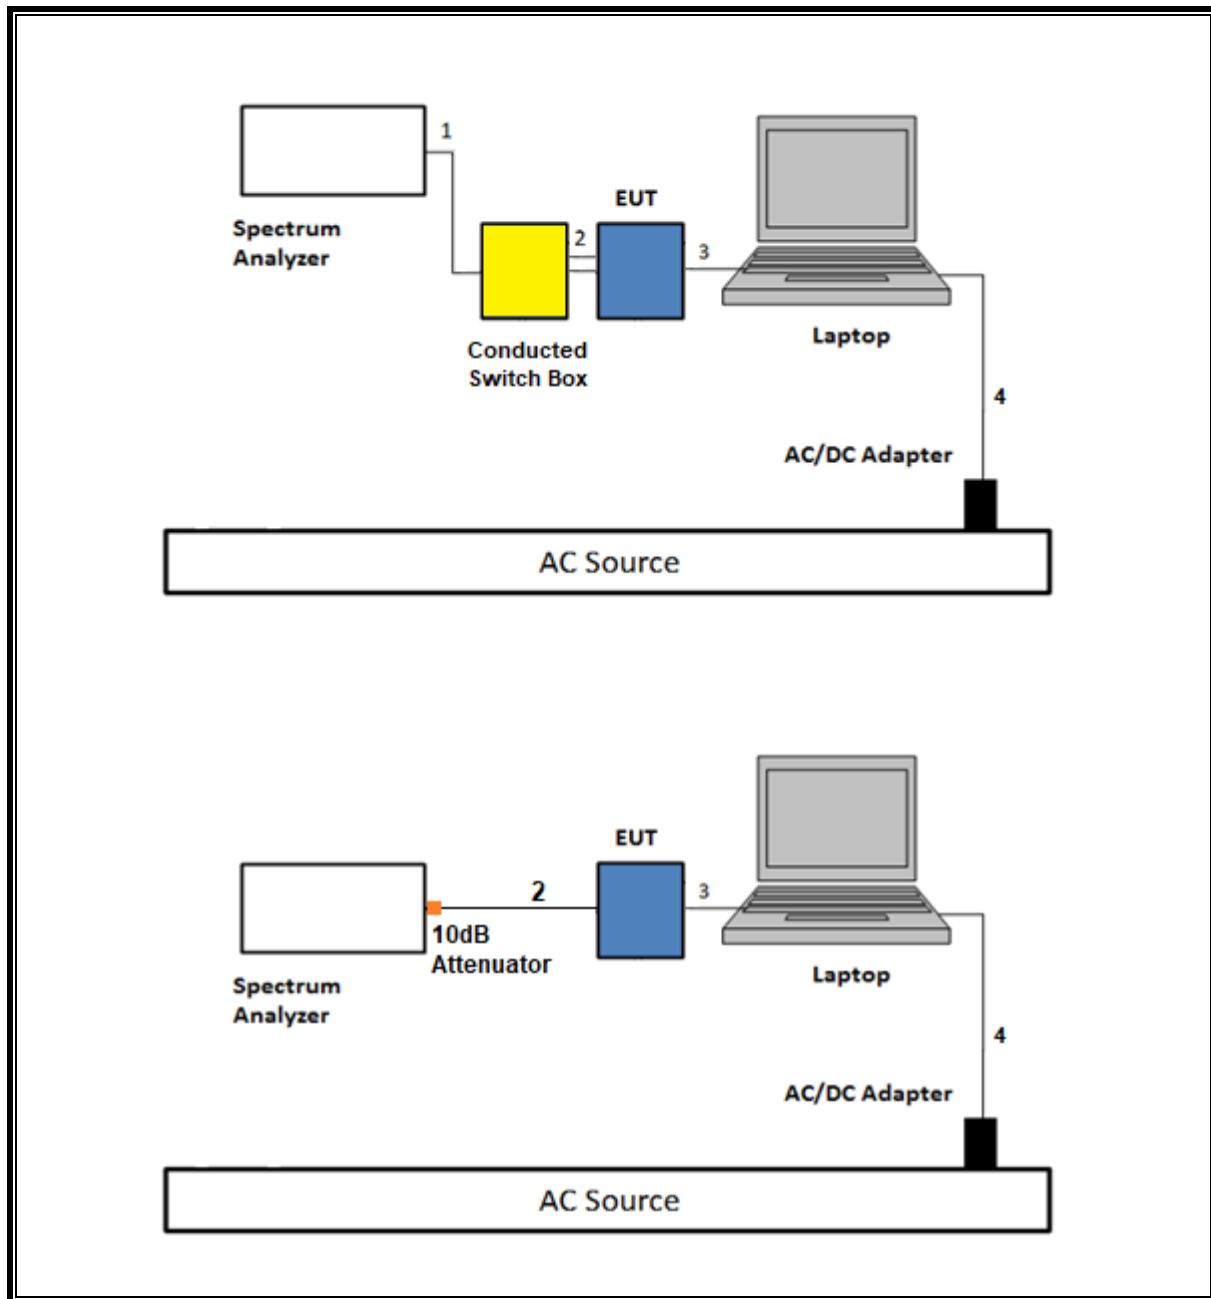 1
Spectrum
Analyzer
EUT
2
3
Conducted
Switch Box
Laptop
4
AC/DC Adapter
AC Source
EUT
2
3
10dB
Attenuator
Spectrum
Analyzer
Laptop
4
AC/DC Adapter
AC Source